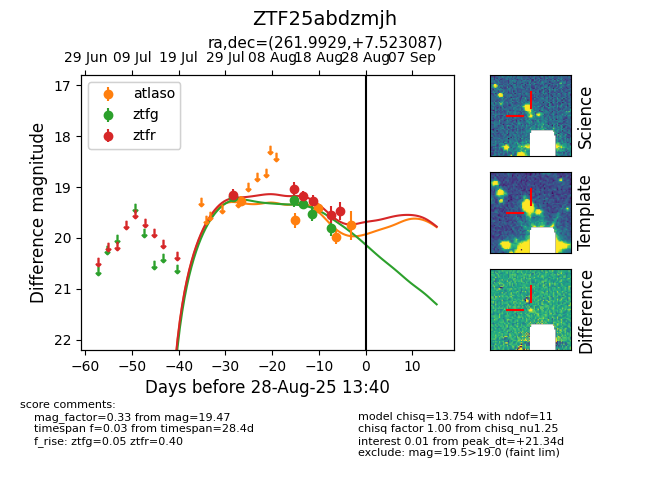 ZTF25abdzmjh
ra,dec=(261.9929,+7.523087)
29 Jun 09 Jul 19 Jul 29 Jul 08 Aug 18 Aug 28 Aug 07 Sep
17
18
19
20
21
22
Difference magnitude
atlaso
ztfg
ztfr
−60 −50 −40 −30 −20 −10 0 10
Days before 28-Aug-25 13:40
Science
Template
Difference
score comments:
mag_factor=0.33 from mag=19.47
timespan f=0.03 from timespan=28.4d
f_rise: ztfg=0.05 ztfr=0.40
model chisq=13.754 with ndof=11
chisq factor 1.00 from chisq_nu1.25
interest 0.01 from peak_dt=+21.34d
exclude: mag=19.5>19.0 (faint lim)